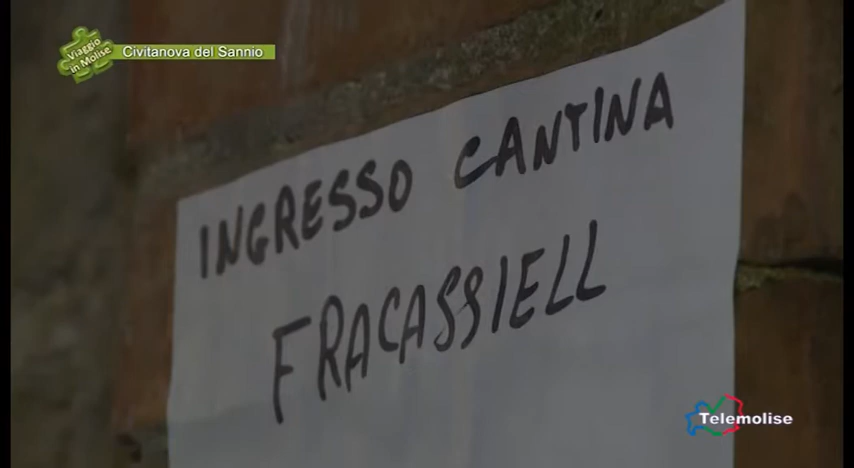 Viaggio
in Molise
Civitanova del Sannio
INGRESSO CANTINA
FRACASSIELL
Telemolise